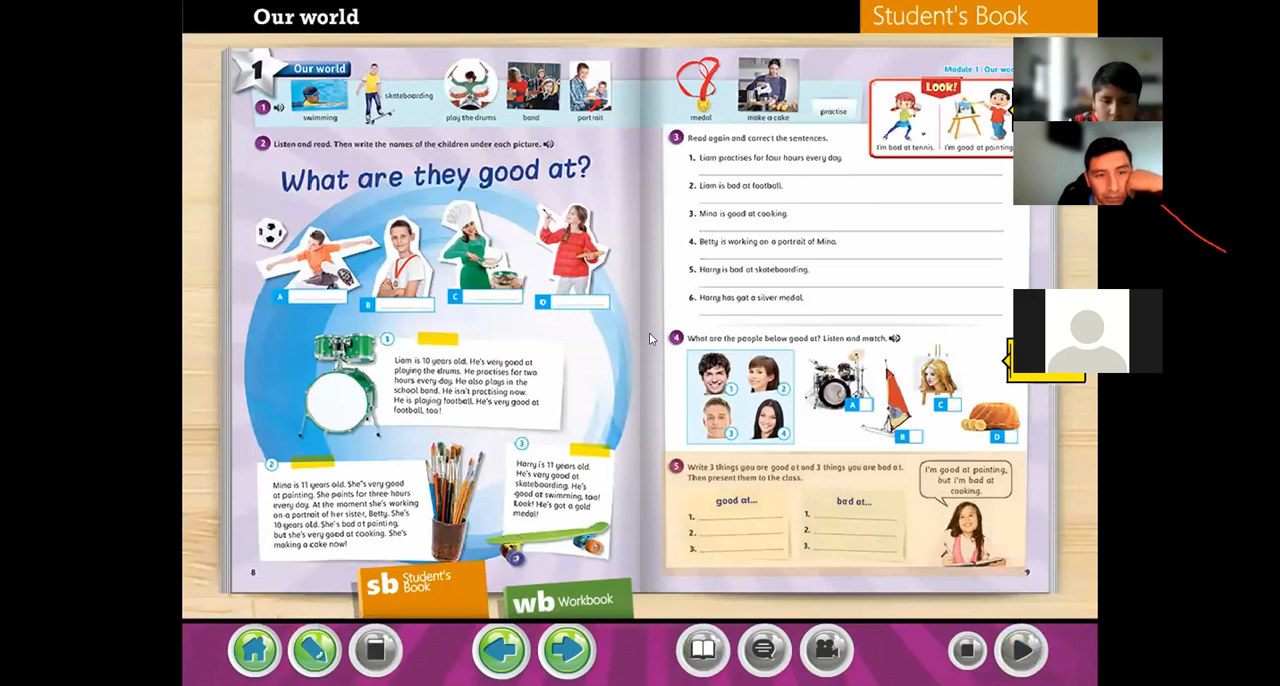 Our world
Student's Book
1
Our world
1
swimming
skateboarding
play the drums
band
portrait
2 Listen and read. Then write the names of the children under each picture.
What are they good at?
A
B
C
D
1
Liam is 10 years old. He's very good at
playing the drums. He practises for two
hours every day. He also plays in the
school band. He isn't practising now.
He is playing football. He's very good at
football, too!
2
Mina is 11 years old. She's very good
at painting. She paints for three hours
every day. At the moment she's working
on a portrait of her sister, Betty. She's
10 years old. She's bad at painting,
but she's very good at cooking. She's
making a cake now!
3
Harry is 11 years old.
He's very good at
skateboarding. He's
good at swimming, too!
Look! He's got a gold
medal!
8
Module 1 Our wor
medal
make a cake
practise
LOOK!
I'm bad at tennis.
I'm good at painting
3 Read again and correct the sentences.
1. Liam practises for four hours every day.
2. Liam is bad at football.
3. Mina is good at cooking.
4. Betty is working on a portrait of Mina.
5. Harry is bad at skateboarding.
6. Harry has got a silver medal.
4 What are the people below good at? Listen and match.
1
2
3
4
A
B
C
D
5 Write 3 things you are good at and 3 things you are bad at.
Then present them to the class.
good at...
1.
2.
3.
bad at...
1.
2.
3.
I'm good at painting,
but I'm bad at
cooking.
9
sb Student's
Book
wb Workbook